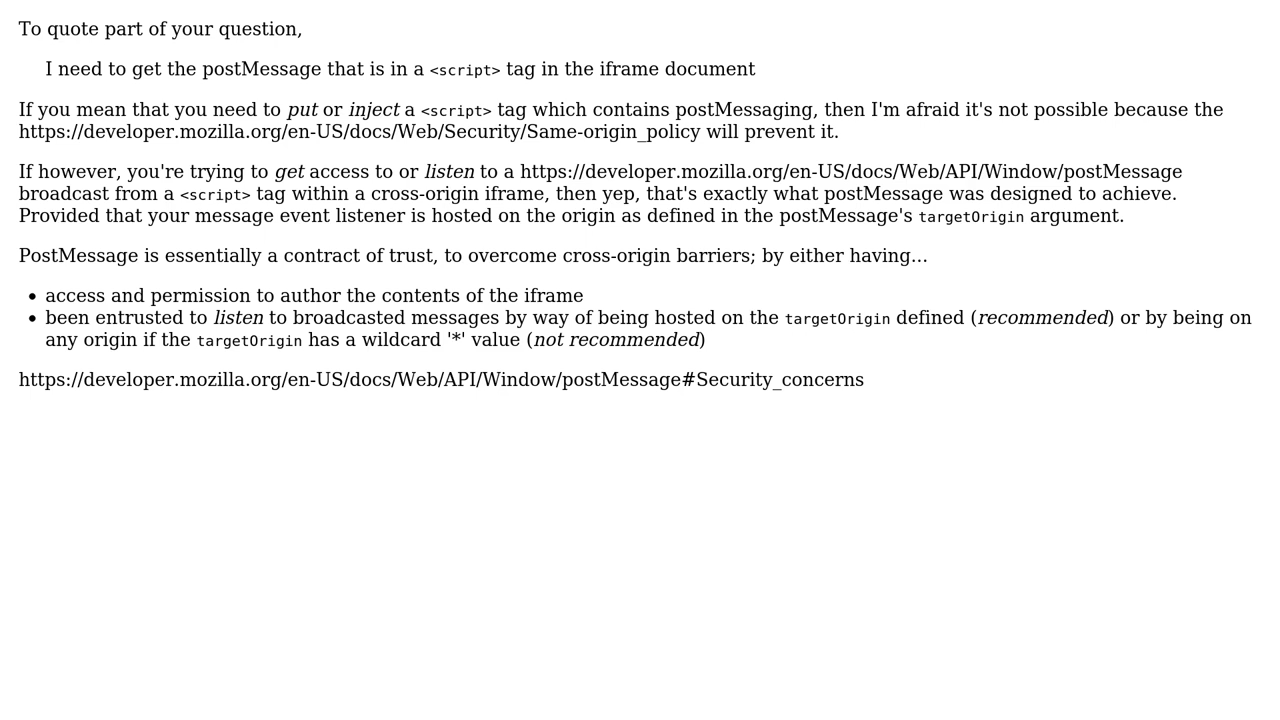 To quote part of your question,
I need to get the postMessage that is in a <script> tag in the iframe document
If you mean that you need to put or inject a <script> tag which contains postMessaging, then I'm afraid it's not possible because the
https://developer.mozilla.org/en-US/docs/Web/Security/Same-origin_policy will prevent it.
If however, you're trying to get access to or listen to a https://developer.mozilla.org/en-US/docs/Web/API/Window/postMessage
broadcast from a <script> tag within a cross-origin iframe, then yep, that's exactly what postMessage was designed to achieve.
Provided that your message event listener is hosted on the origin as defined in the postMessage's targetOrigin argument.
PostMessage is essentially a contract of trust, to overcome cross-origin barriers; by either having...
• access and permission to author the contents of the iframe
• been entrusted to listen to broadcasted messages by way of being hosted on the targetOrigin defined (recommended) or by being on
any origin if the targetOrigin has a wildcard '*' value (not recommended)
https://developer.mozilla.org/en-US/docs/Web/API/Window/postMessage#Security_concerns